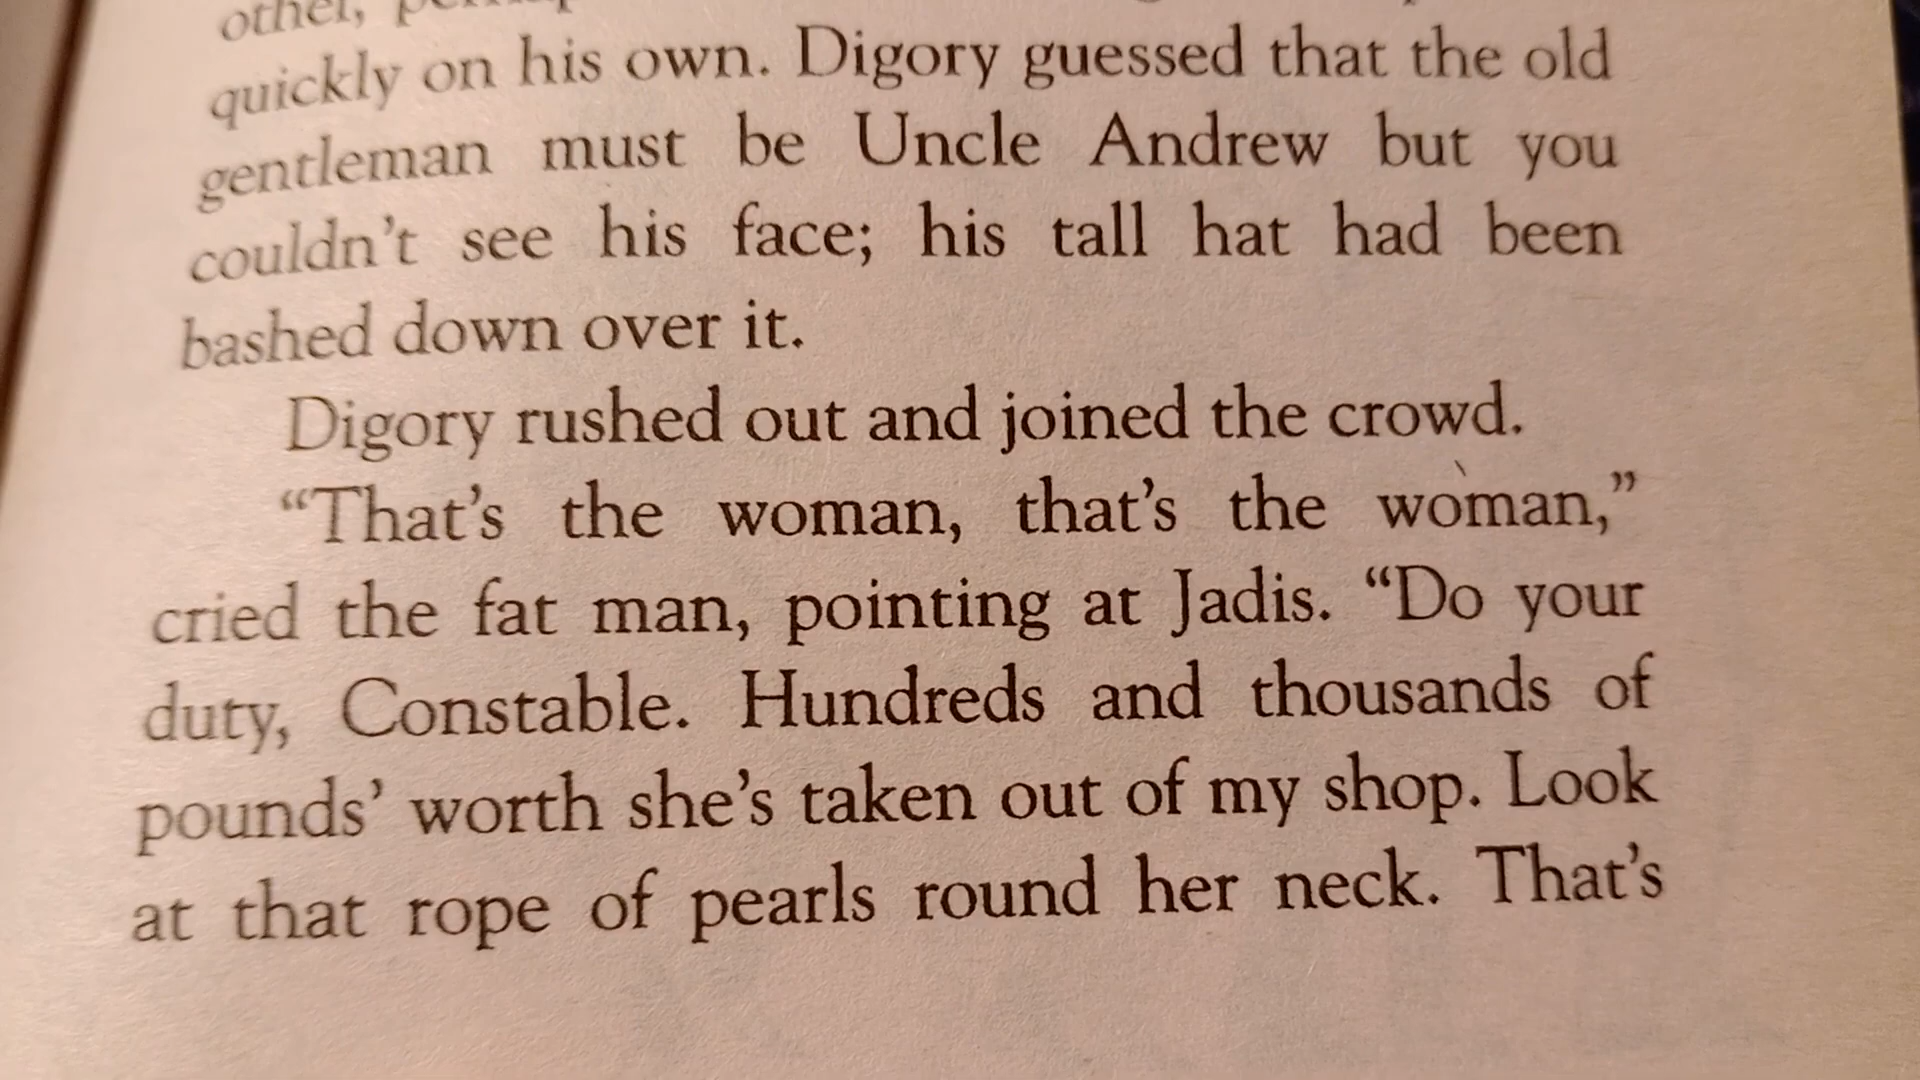 other,
quickly on his own. Digory guessed that the old
gentleman must be Uncle Andrew but you
couldn’t see his face; his tall hat had been
bashed down over it.
Digory rushed out and joined the crowd.
“That’s the woman, that’s the woman,”
cried the fat man, pointing at Jadis. “Do your
duty, Constable. Hundreds and thousands of
pounds’ worth she’s taken out of my shop. Look
at that rope of pearls round her neck. That’s